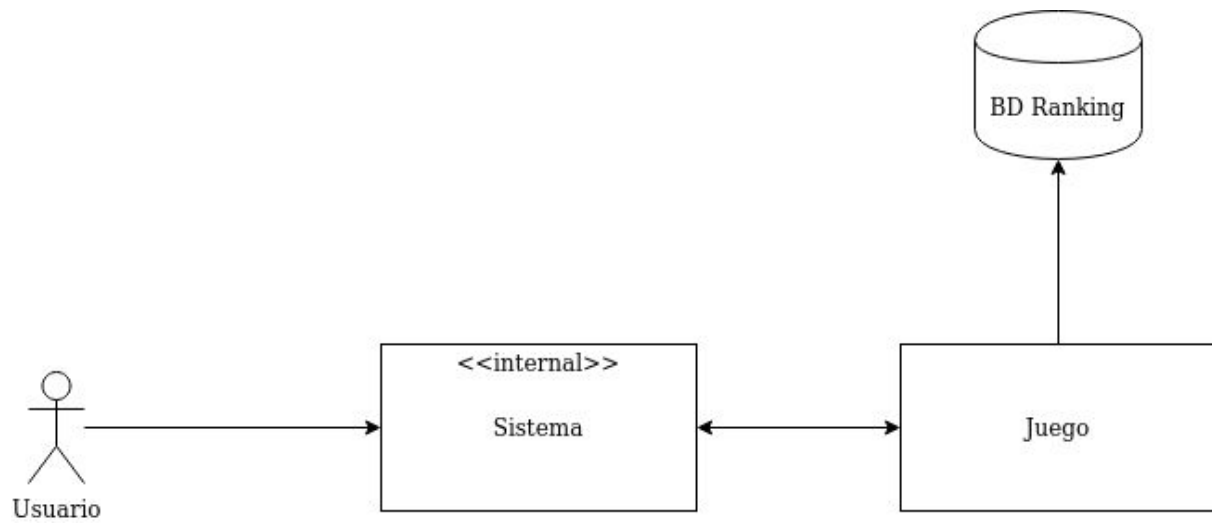 BD Ranking
<<internal>>
Sistema
Juego
Usuario